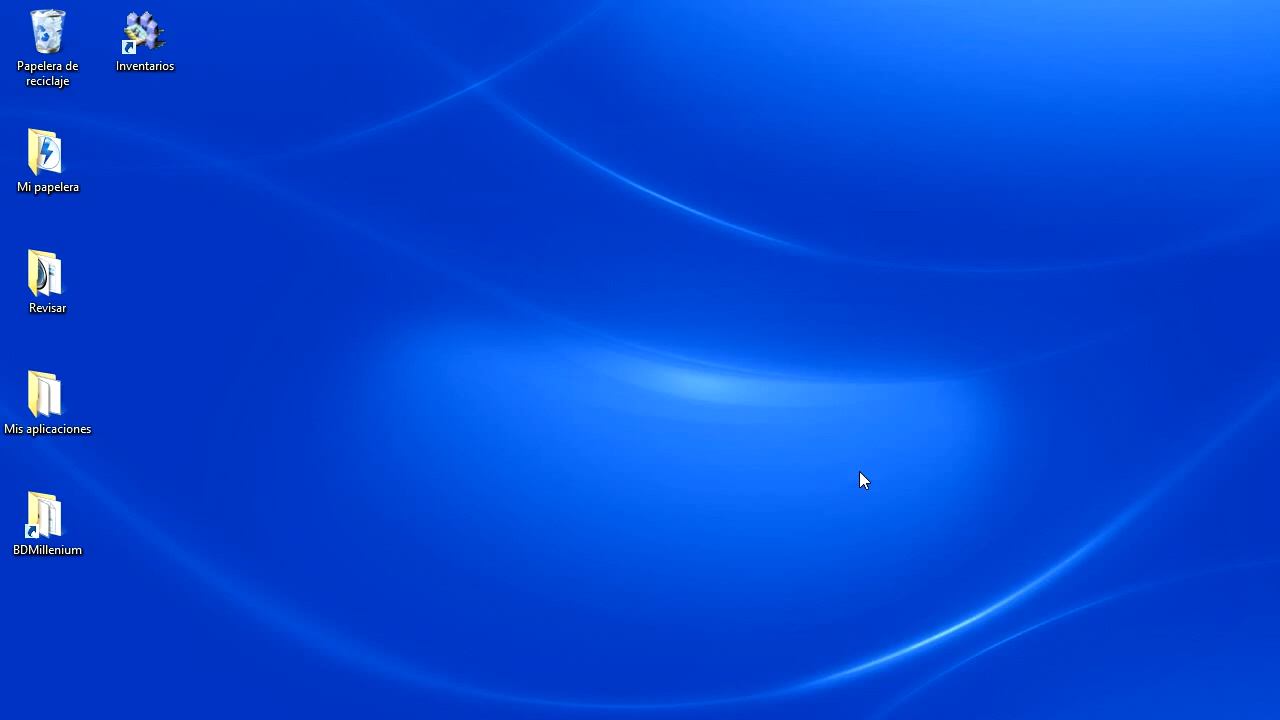 Papelera de
reciclaje
Inventarios
Mi papelera
Revisar
Mis aplicaciones
BDMillenium